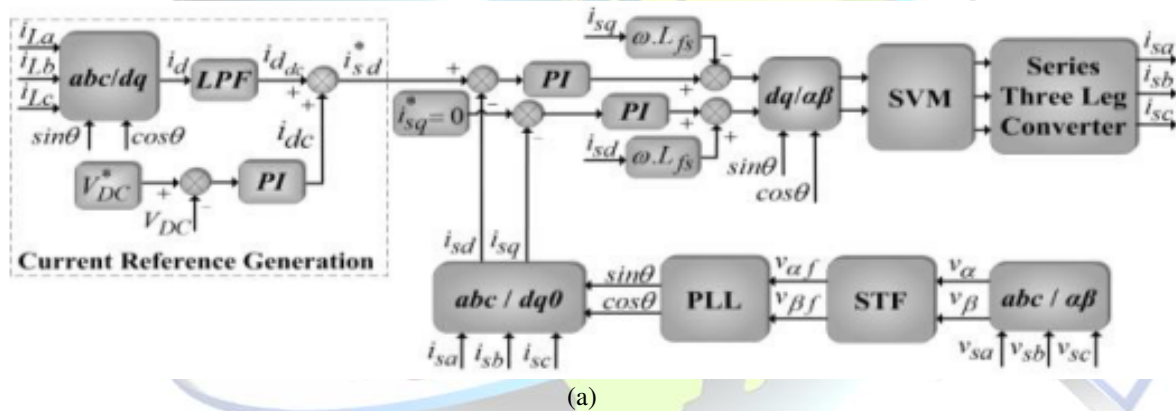 i_La
i_Lb
i_Lc
abc/dq
i_d
LPF
i_d_dc
+
+
i*_sd
sinθ
cosθ
i_dc
V*_DC
+
-
V_DC
PI
Current Reference Generation
+
-
PI
i_sq
ω.L_fs
-
+
i*_sq = 0
-
-
PI
+
+
i_sd
ω.L_fs
dq/αβ
sinθ
cosθ
SVM
Series
Three Leg
Converter
i_sa
i_sb
i_sc
i_sd
i_sq
abc / dq0
i_sa
i_sb
i_sc
sinθ
cosθ
PLL
v_αf
v_βf
STF
v_α
v_β
abc / αβ
v_sa
v_sb
v_sc
(a)